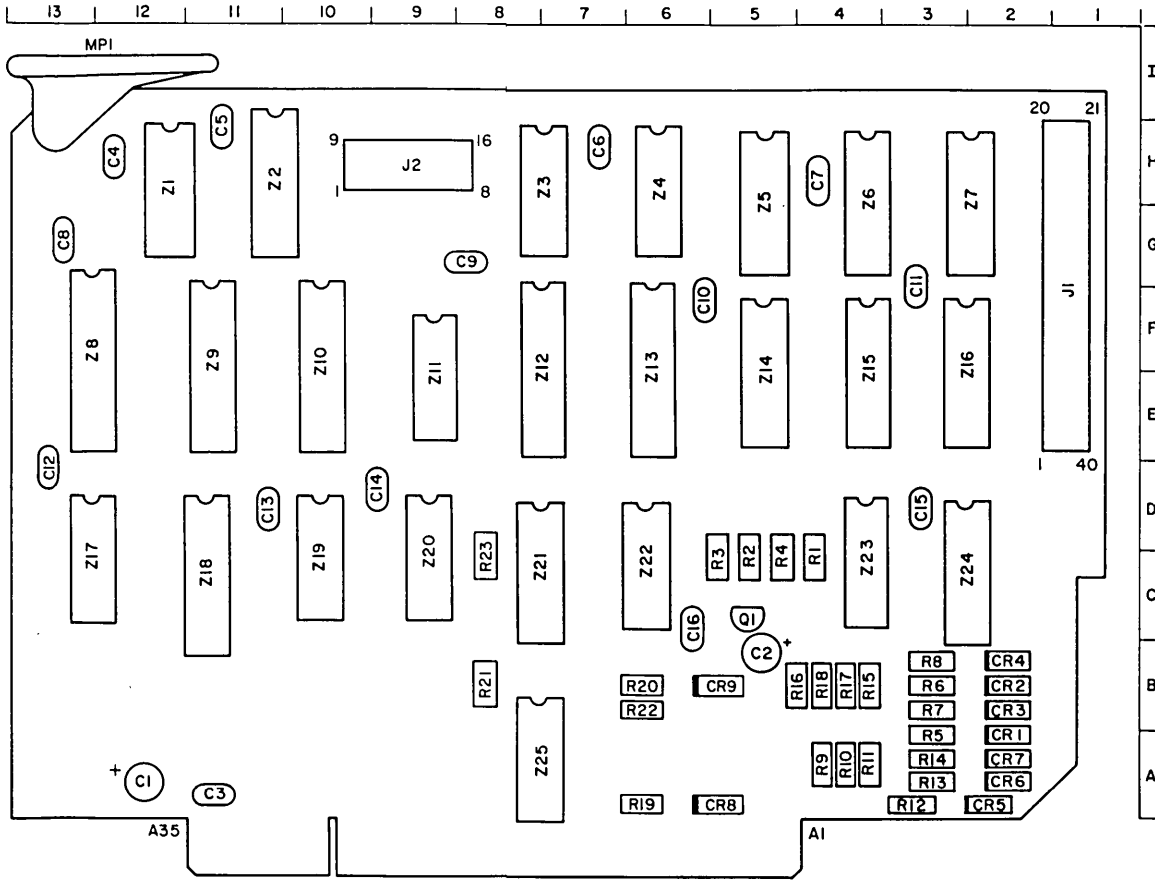 13 12 11 10 9 8 7 6 5 4 3 2 1
MP1
I
20 21
C4 C5 9 16 C6 H
Z1 Z2 J2 Z3 Z4 Z5 C7 Z6 Z7
1 8
C8 G
C9 C10 C11 J1
Z8 Z9 Z10 Z11 Z12 Z13 Z14 Z15 Z16 F
E
C12 1 40
C13 C14 C15 D
Z17 Z18 Z19 Z20 R23 Z21 Z22 R3 R2 R4 R1 Z23 Z24
C16 Q1 C
C2 +
R8 CR4
R21 R20 CR9 R16 R18 R17 R15 R6 CR2 B
R22 R7 CR3
R5 CR1
Z25 R9 R10 R11 R14 CR7
+ C1 R13 CR6 A
C3 R19 CR8 R12 CR5
A35 A1